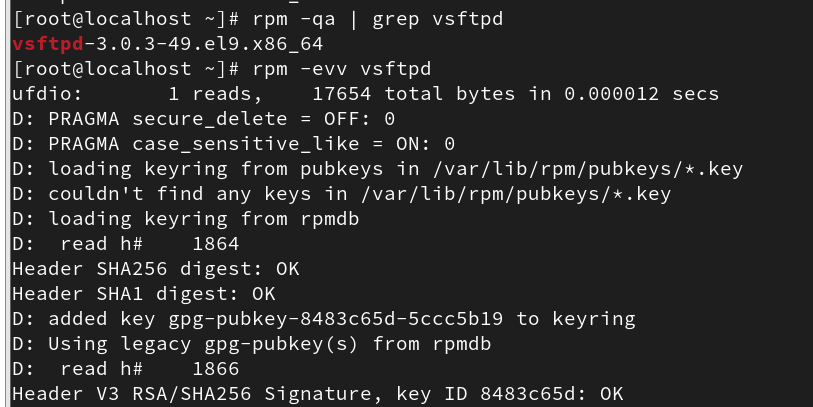 [root@localhost ~]# rpm -qa | grep vsftpd
vsftpd-3.0.3-49.el9.x86_64
[root@localhost ~]# rpm -evv vsftpd
ufdio:       1 reads,    17654 total bytes in 0.000012 secs
D: PRAGMA secure_delete = OFF: 0
D: PRAGMA case_sensitive_like = ON: 0
D: loading keyring from pubkeys in /var/lib/rpm/pubkeys/*.key
D: couldn't find any keys in /var/lib/rpm/pubkeys/*.key
D: loading keyring from rpmdb
D:  read h#    1864
Header SHA256 digest: OK
Header SHA1 digest: OK
D: added key gpg-pubkey-8483c65d-5ccc5b19 to keyring
D: Using legacy gpg-pubkey(s) from rpmdb
D:  read h#    1866
Header V3 RSA/SHA256 Signature, key ID 8483c65d: OK